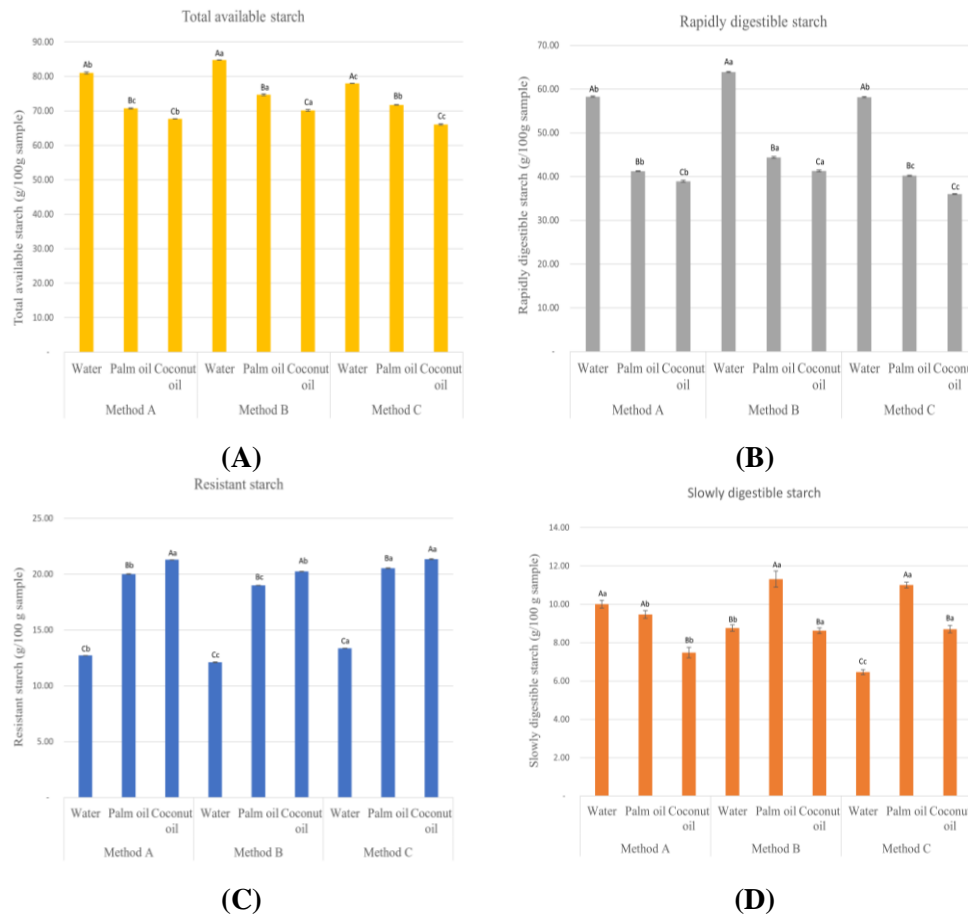 Total available starch
Total available starch (g/100g sample)
90.00
80.00
70.00
60.00
50.00
40.00
30.00
20.00
10.00
-
Ab
Bc
Cb
Aa
Ba
Ca
Ac
Bb
Cc
Water Palm oil Coconut Water Palm oil Coconut Water Palm oil Coconut
oil oil oil
Method A Method B Method C
(A)
Rapidly digestible starch
Rapidly digestible starch (g/100g sample)
70.00
60.00
50.00
40.00
30.00
20.00
10.00
-
Ab
Bb
Cb
Aa
Ba
Ca
Ab
Bc
Cc
Water Palm oil Coconut Water Palm oil Coconut Water Palm oil Coconut
oil oil oil
Method A Method B Method C
(B)
Resistant starch
Resistant starch (g/100 g sample)
25.00
20.00
15.00
10.00
5.00
-
Cb
Bb
Aa
Cc
Bc
Ab
Ca
Ba
Aa
Water Palm oil Coconut Water Palm oil Coconut Water Palm oil Coconut
oil oil oil
Method A Method B Method C
(C)
Slowly digestible starch
Slowly digestible starch (g/100 g sample)
14.00
12.00
10.00
8.00
6.00
4.00
2.00
-
Aa
Ab
Bb
Bb
Aa
Ba
Cc
Aa
Ba
Water Palm oil Coconut Water Palm oil Coconut Water Palm oil Coconut
oil oil oil
Method A Method B Method C
(D)